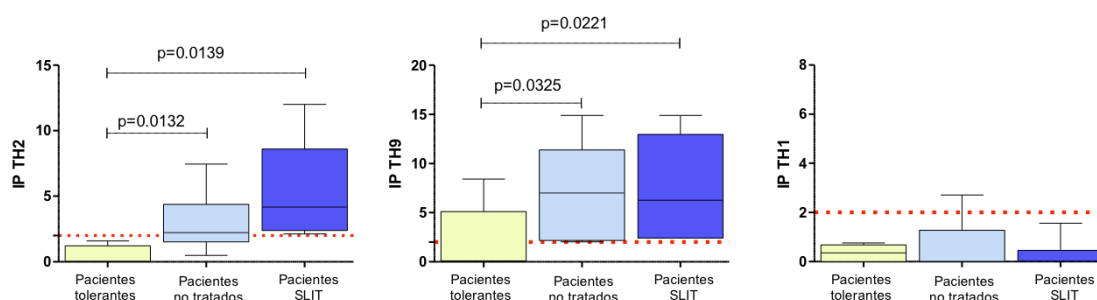 p=0.0139
p=0.0132
15
10
5
0
IP TH2
Pacientes
tolerantes
Pacientes
no tratados
Pacientes
SLIT
p=0.0221
p=0.0325
20
15
10
5
0
IP TH9
Pacientes
tolerantes
Pacientes
no tratados
Pacientes
SLIT
8
6
4
2
0
IP TH1
Pacientes
tolerantes
Pacientes
no tratados
Pacientes
SLIT